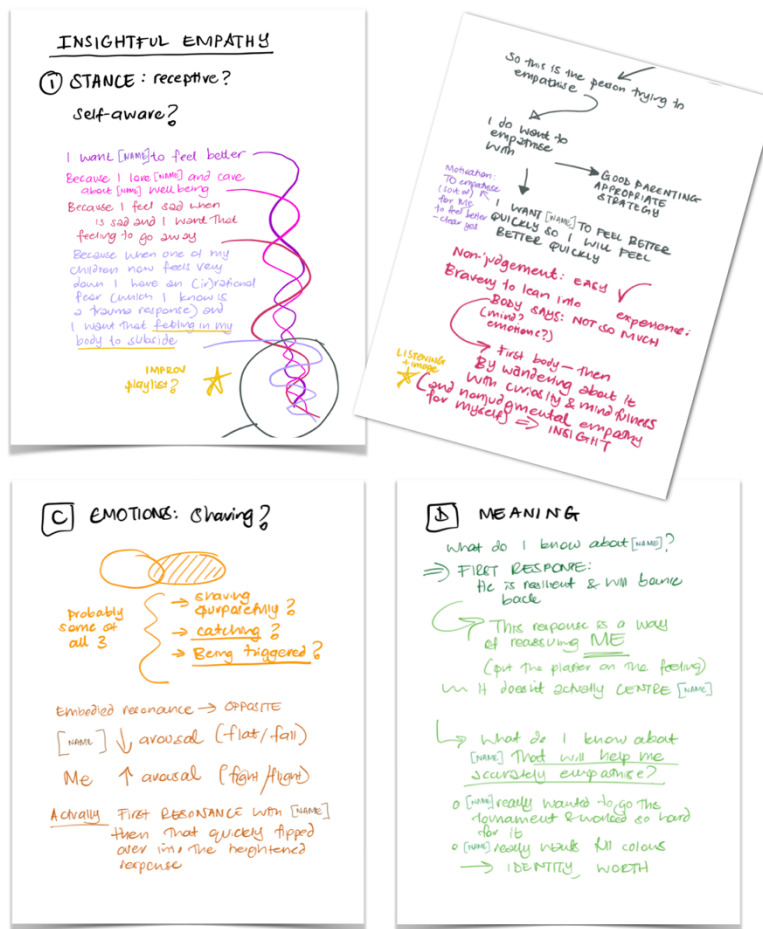 INSIGHTFUL EMPATHY
① STANCE: receptive?
self-aware?
I want [NAME] to feel better
Because I love [NAME] and care
about [NAME] wellbeing
Because I feel sad when
is sad and I want that
feeling to go away
Because when one of my
children now feels very
down I have an (ir)rational
fear (which I know is
a trauma response) and
I want that feeling in my
body to subside
IMPROV
playlist?
So this is the person trying to
empathise
I do want to
empathise
with
GOOD PARENTING
APPROPRIATE
STRATEGY
Motivation:
To empathise
for me
to feel better
- clear yes
I WANT [NAME] TO FEEL BETTER
QUICKLY SO I WILL FEEL
BETTER QUICKLY
Non-judgement: EASY
Bravery to lean into experience:
BODY SAYS: NOT SO MUCH
(mind?
emotions?)
First body – then
By wandering about it
with curiosity & mindfulness
(and nonjudgmental empathy
for myself) ⇒ INSIGHT
LISTENING
+ image
C EMOTIONS: Sharing?
probably
some of
all 3
→ sharing
purposefully?
→ catching?
→ Being triggered?
Embodied resonance → OPPOSITE
[NAME] ↓ arousal (flat/fall)
Me ↑ arousal (fight/flight)
Actually FIRST RESONANCE WITH [NAME]
then that quickly flipped
over into the heightened
response
D MEANING
What do I know about [NAME]?
⇒ FIRST RESPONSE:
He is resilient & will bounce
back
This response is a way
of reassuring ME
(put the plaster on the feeling)
It doesn't actually CENTRE [NAME]
What do I know about
[NAME] That will help me
accurately empathise?
o [NAME] really wanted to go this
tournament & worked so hard
for it
o [NAME] really wants full colours
→ IDENTITY, WORTH